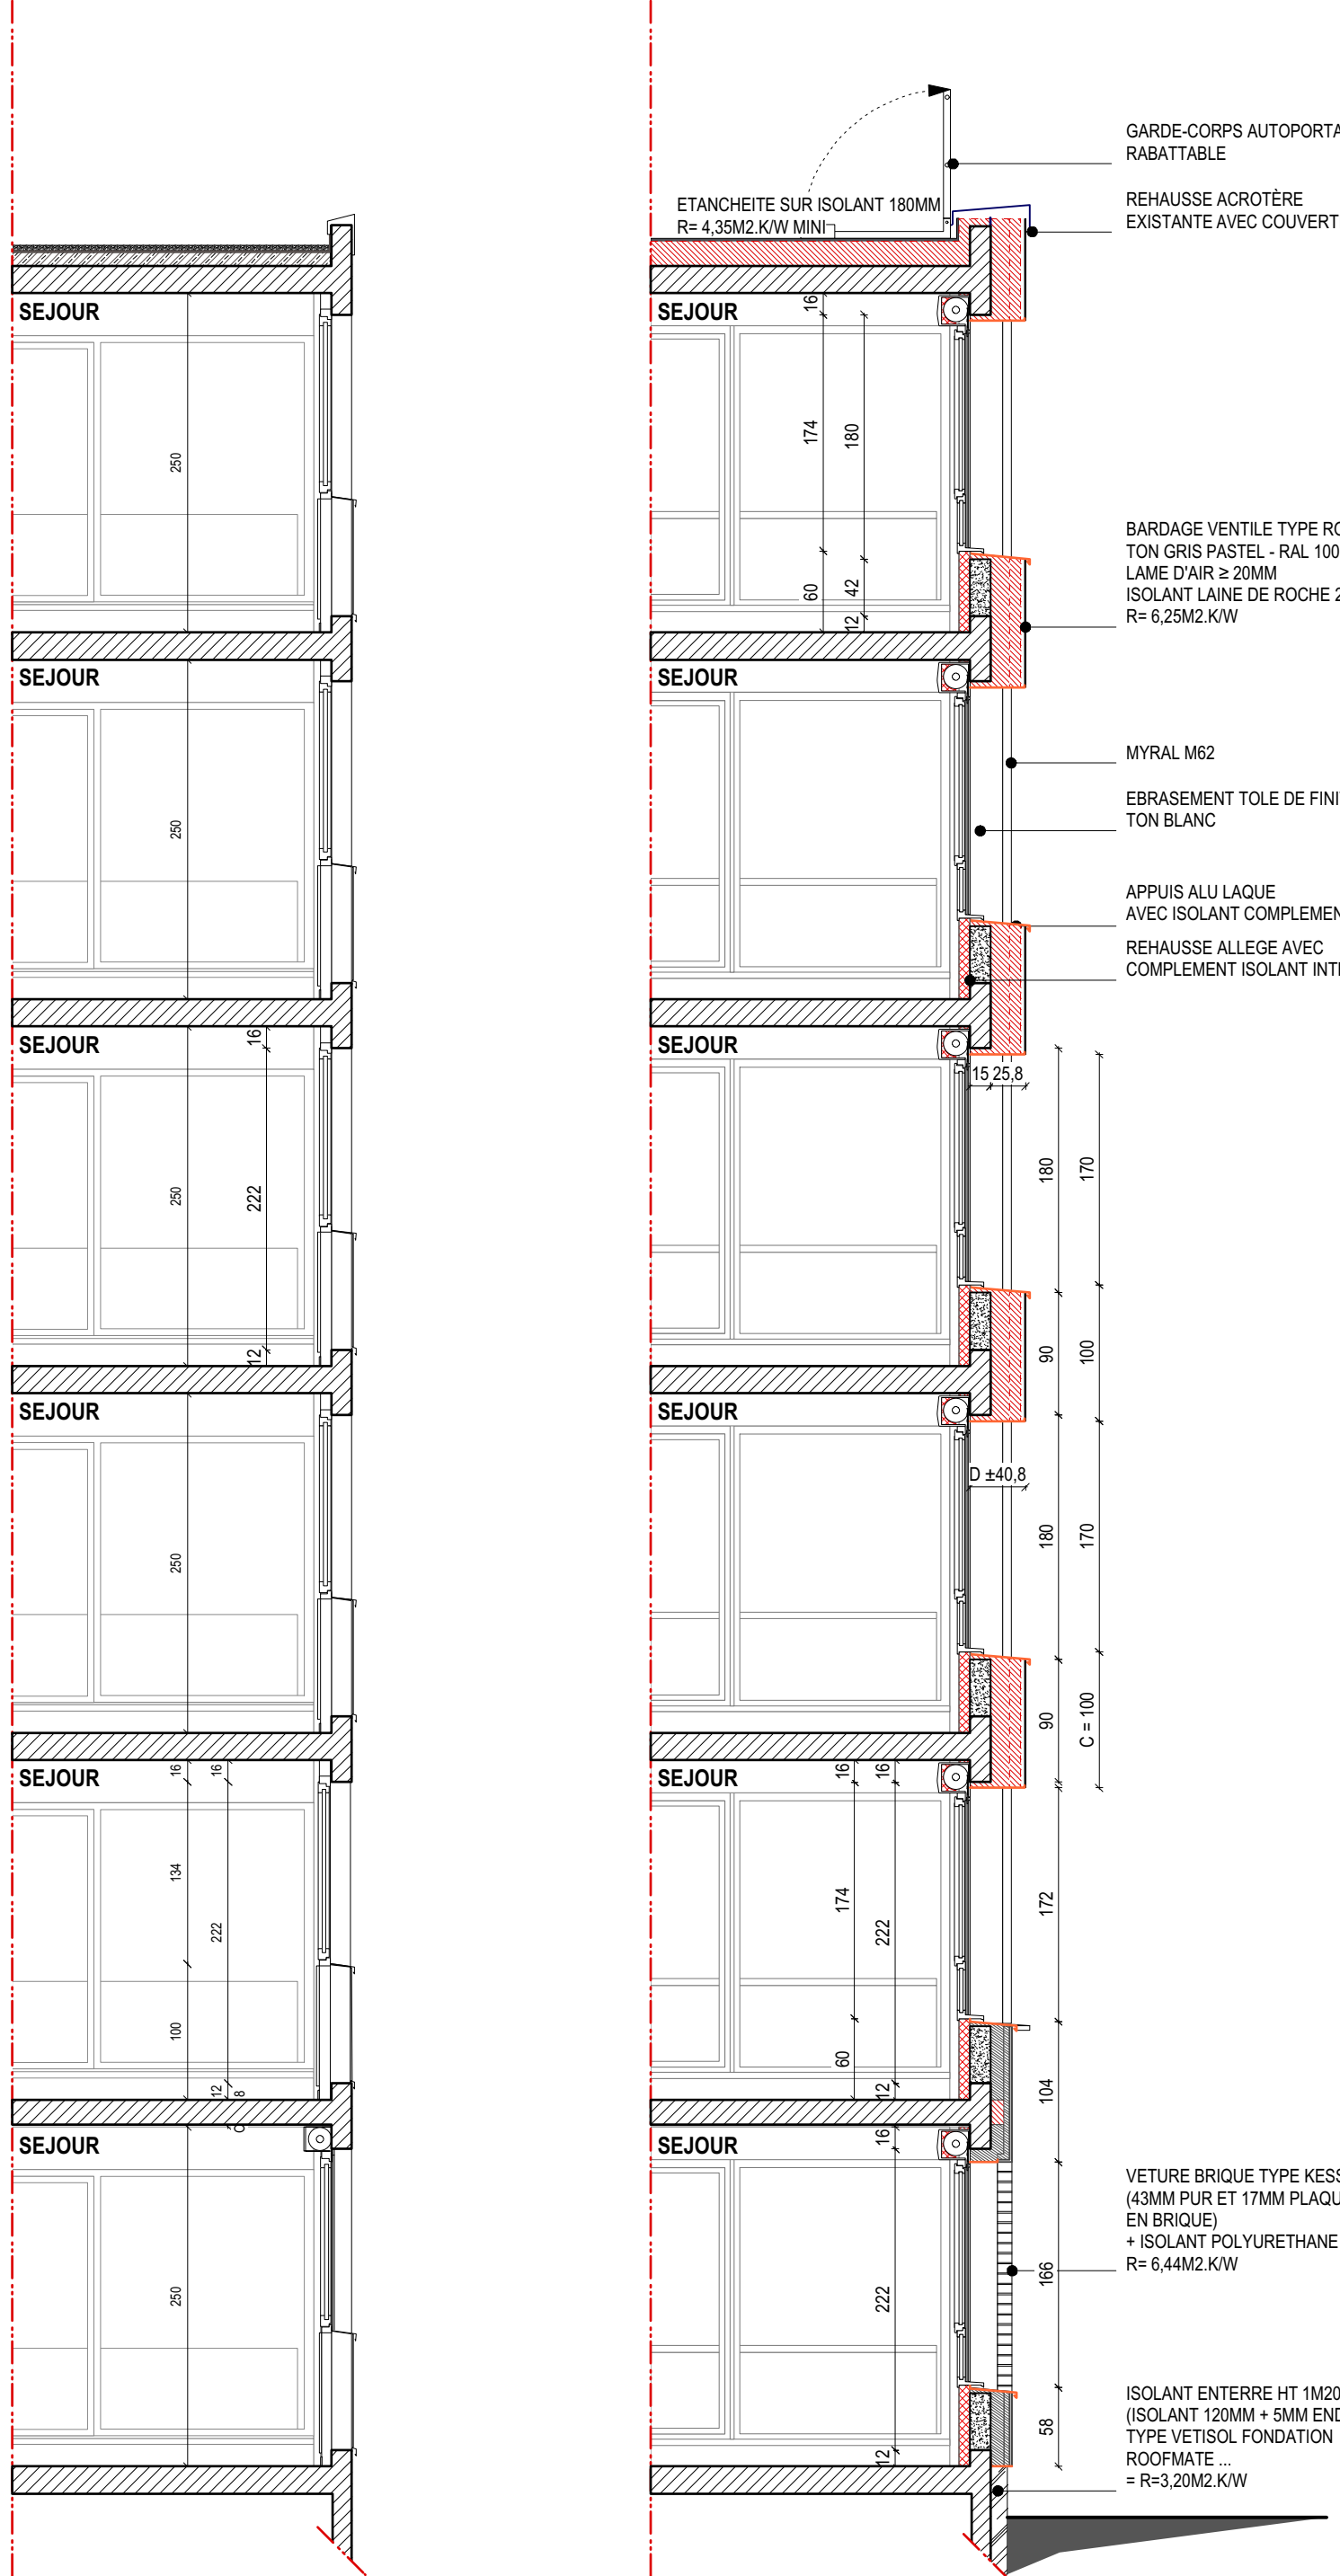 GARDE-CORPS AUTOPORTA
RABATTABLE
REHAUSSE ACROTÈRE
EXISTANTE AVEC COUVERT
ETANCHEITE SUR ISOLANT 180MM
R= 4,35M2.K/W MINI
SEJOUR
250
SEJOUR
16
174
180
60
42
12
BARDAGE VENTILE TYPE RO
TON GRIS PASTEL - RAL 100
LAME D'AIR ≥ 20MM
ISOLANT LAINE DE ROCHE 2
R= 6,25M2.K/W
SEJOUR
250
SEJOUR
MYRAL M62
EBRASEMENT TOLE DE FINI
TON BLANC
APPUIS ALU LAQUE
AVEC ISOLANT COMPLEMEN
REHAUSSE ALLEGE AVEC
COMPLEMENT ISOLANT INT
SEJOUR
16
250
222
12
SEJOUR
15 25,8
180
170
90
100
SEJOUR
250
SEJOUR
D ±40,8
180
170
90
C = 100
SEJOUR
16
16
134
222
100
12
8
SEJOUR
16
16
174
222
60
12
172
104
SEJOUR
250
SEJOUR
16
222
12
166
58
VETURE BRIQUE TYPE KESS
(43MM PUR ET 17MM PLAQU
EN BRIQUE)
+ ISOLANT POLYURETHANE
R= 6,44M2.K/W
ISOLANT ENTERRE HT 1M20
(ISOLANT 120MM + 5MM END
TYPE VETISOL FONDATION
ROOFMATE ...
= R=3,20M2.K/W